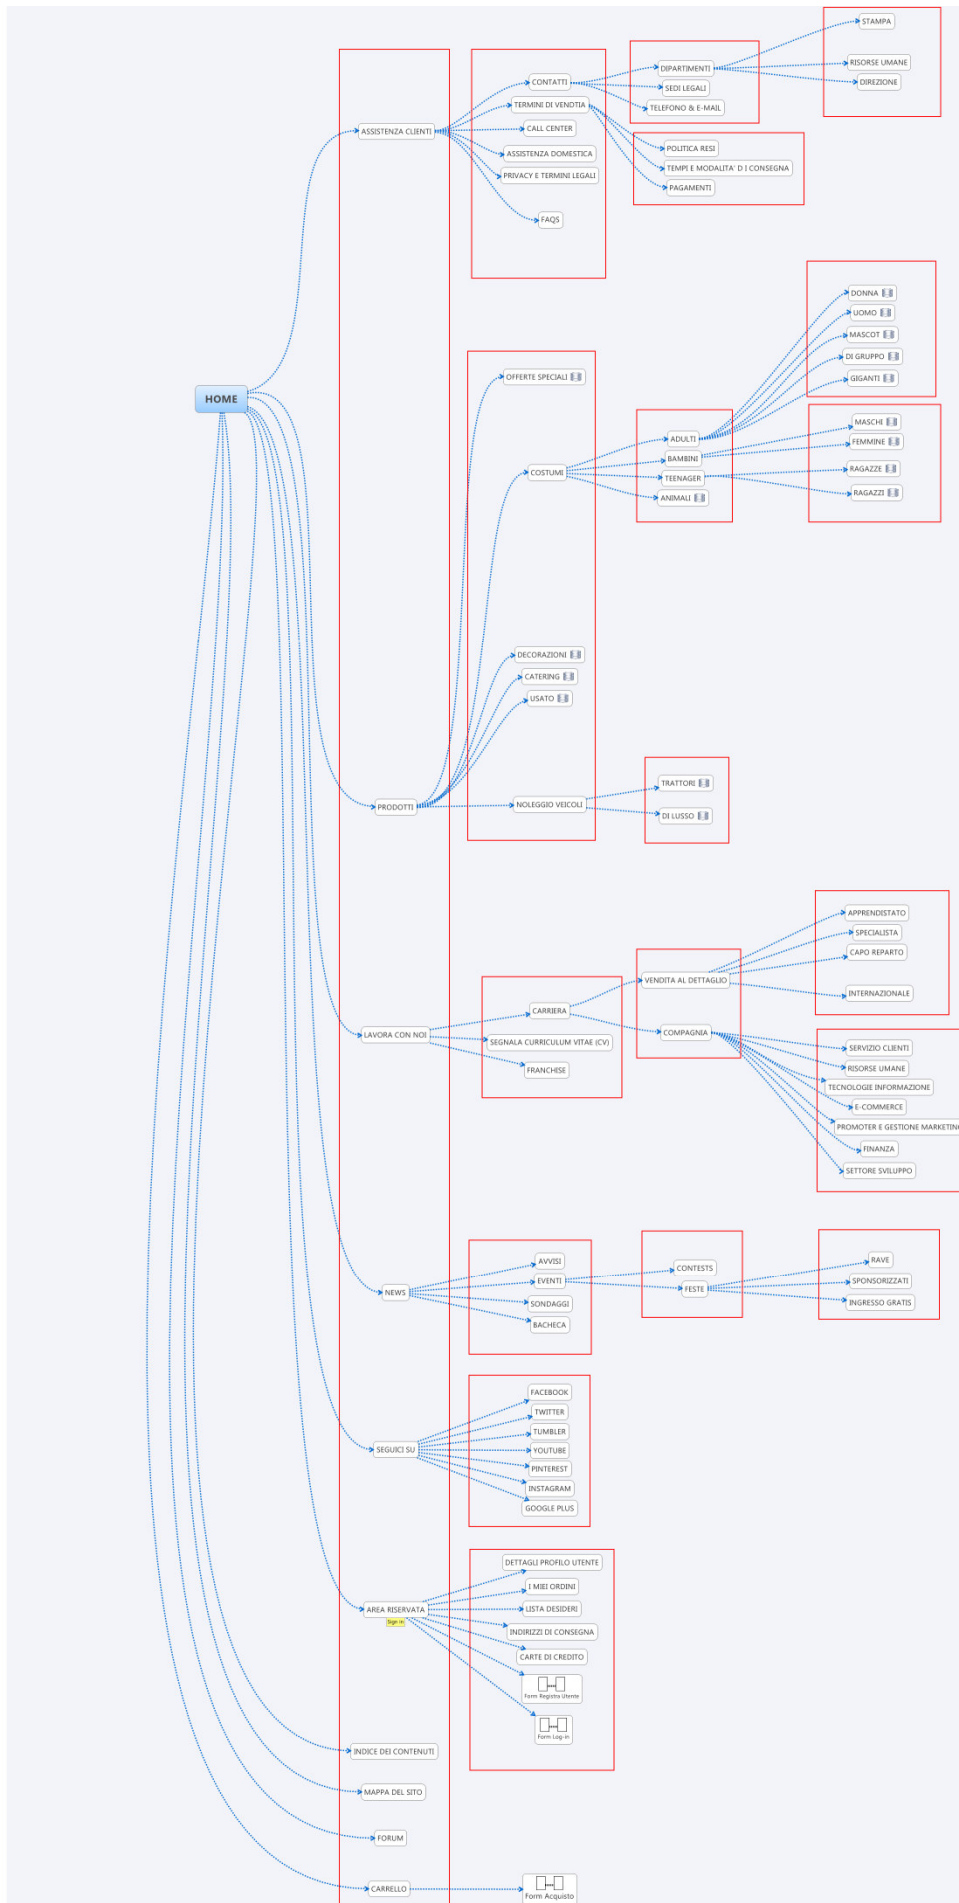 HOME
ASSISTENZA CLIENTI
CONTATTI
DIPARTIMENTI
STAMPA
RISORSE UMANE
DIREZIONE
SEDI LEGALI
TELEFONO & E-MAIL
TERMINI DI VENDTIA
POLITICA RESI
TEMPI E MODALITA' D I CONSEGNA
PAGAMENTI
CALL CENTER
ASSISTENZA DOMESTICA
PRIVACY E TERMINI LEGALI
FAQS
PRODOTTI
OFFERTE SPECIALI
COSTUMI
ADULTI
DONNA
UOMO
MASCOT
DI GRUPPO
GIGANTI
BAMBINI
MASCHI
FEMMINE
TEENAGER
RAGAZZE
RAGAZZI
ANIMALI
DECORAZIONI
CATERING
USATO
NOLEGGIO VEICOLI
TRATTORI
DI LUSSO
LAVORA CON NOI
CARRIERA
VENDITA AL DETTAGLIO
APPRENDISTATO
SPECIALISTA
CAPO REPARTO
INTERNAZIONALE
COMPAGNIA
SERVIZIO CLIENTI
RISORSE UMANE
TECNOLOGIE INFORMAZIONE
E-COMMERCE
PROMOTER E GESTIONE MARKETING
FINANZA
SETTORE SVILUPPO
SEGNALA CURRICULUM VITAE (CV)
FRANCHISE
NEWS
AVVISI
EVENTI
CONTESTS
FESTE
RAVE
SPONSORIZZATI
INGRESSO GRATIS
SONDAGGI
BACHECA
SEGUICI SU
FACEBOOK
TWITTER
TUMBLER
YOUTUBE
PINTEREST
INSTAGRAM
GOOGLE PLUS
AREA RISERVATA
Sign in
DETTAGLI PROFILO UTENTE
I MIEI ORDINI
LISTA DESIDERI
INDIRIZZI DI CONSEGNA
CARTE DI CREDITO
Form Registra Utente
Form Log-in
INDICE DEI CONTENUTI
MAPPA DEL SITO
FORUM
CARRELLO
Form Acquisto